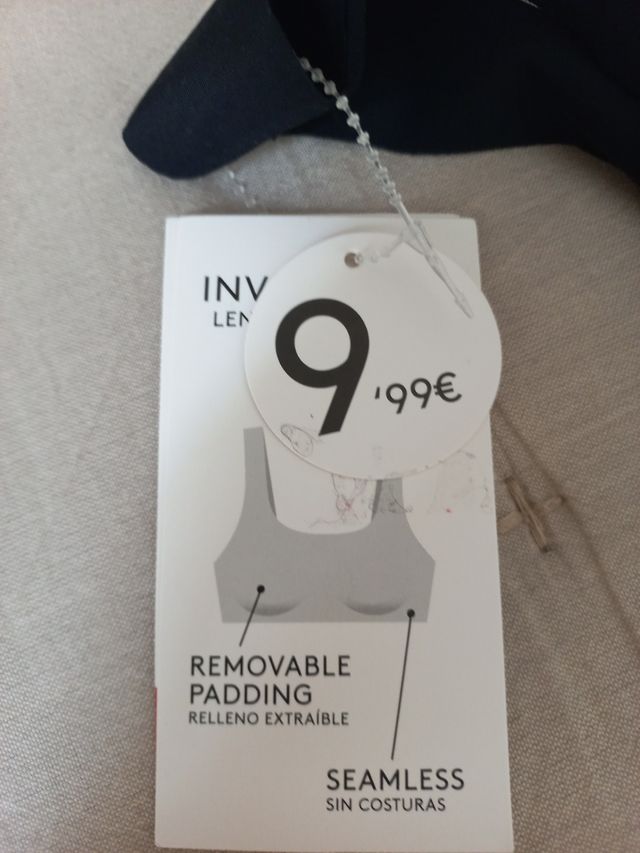 INV
LEN
9'99€
REMOVABLE
PADDING
RELLENO EXTRAÍBLE
SEAMLESS
SIN COSTURAS